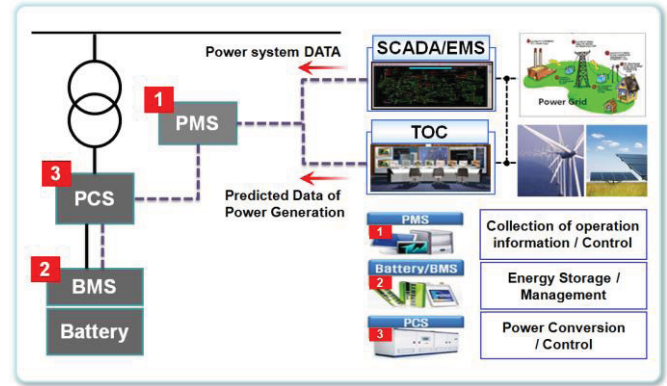 Power system DATA
SCADA/EMS
1
PMS
Power Grid
TOC
3
PCS
Predicted Data of
Power Generation
2
BMS
Battery
PMS
1
Collection of operation
information / Control
Battery/BMS
2
Energy Storage /
Management
PCS
3
Power Conversion
/ Control